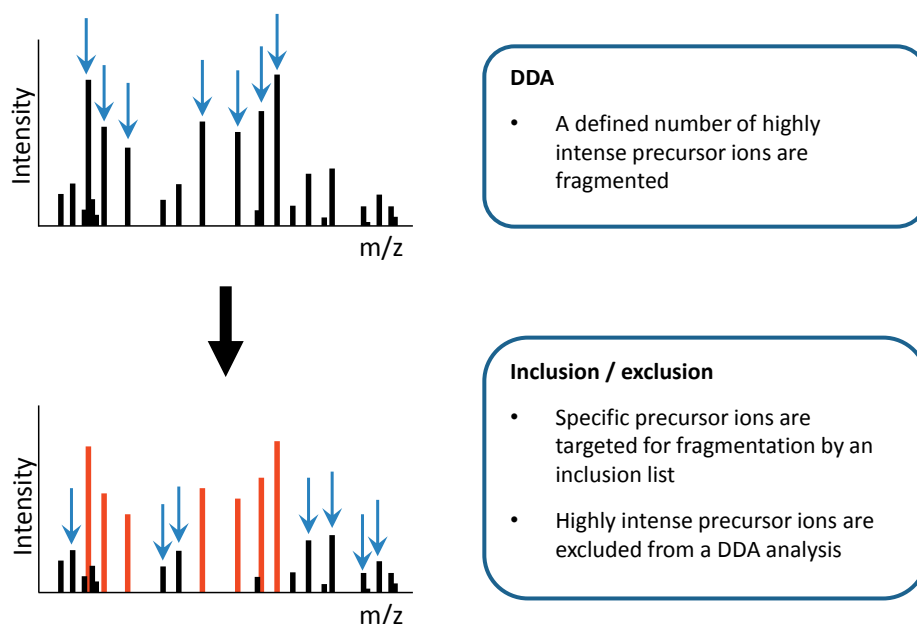 Intensity
m/z
DDA
• A defined number of highly
intense precursor ions are
fragmented
Intensity
m/z
Inclusion / exclusion
• Specific precursor ions are
targeted for fragmentation by an
inclusion list
• Highly intense precursor ions are
excluded from a DDA analysis